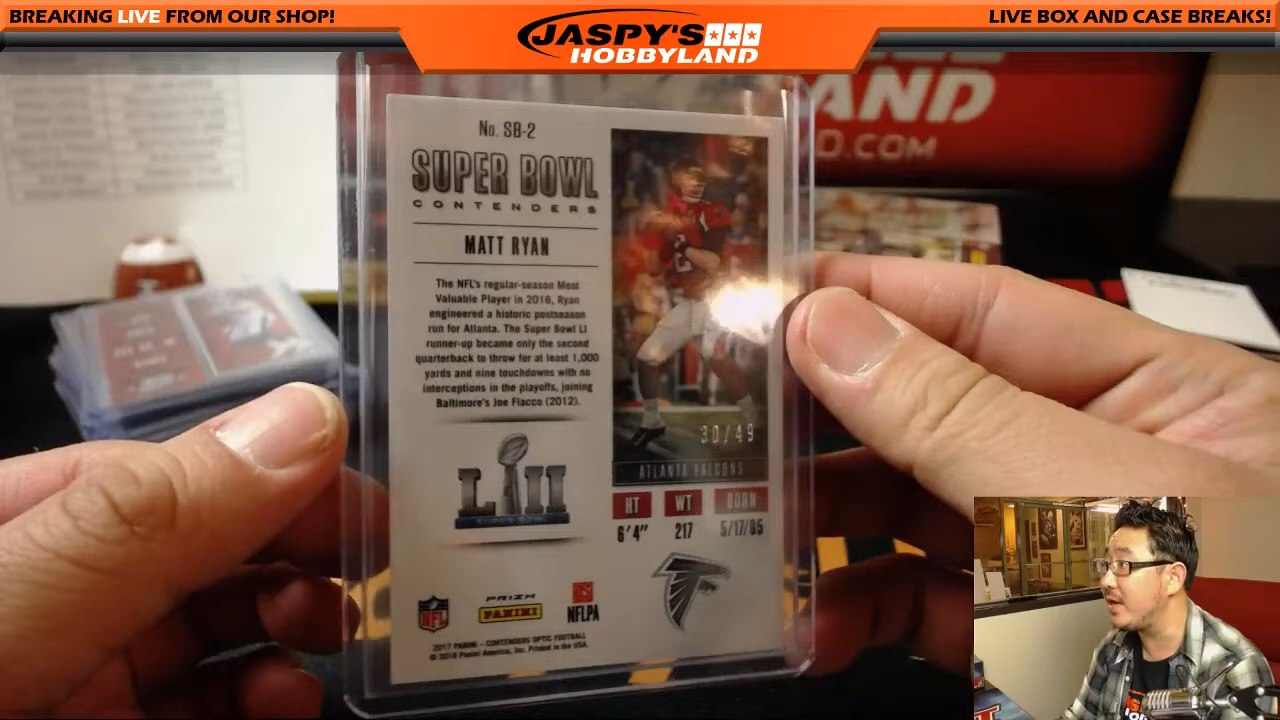 BREAKING LIVE FROM OUR SHOP!
JASPY'S
HOBBYLAND
LIVE BOX AND CASE BREAKS!
AND
O.COM
No. SB-2
SUPER BOWL
CONTENDERS
MATT RYAN
The NFL's regular-season Most
Valuable Player in 2016, Ryan
engineered a historic postseason
run for Atlanta. The Super Bowl LI
runner-up became only the second
quarterback to throw for at least 1,000
yards and nine touchdowns with no
interceptions in the playoffs, joining
Baltimore's Joe Flacco (2012).
30/49
ATLANTA FALCONS
LII
SUPER BOWL
HT WT BORN
6'4" 217 5/17/85
NFL
PRIZM
PANINI
NFLPA
2017 PANINI - CONTENDERS OPTIC FOOTBALL
© 2018 Panini America, Inc. Printed in the USA.